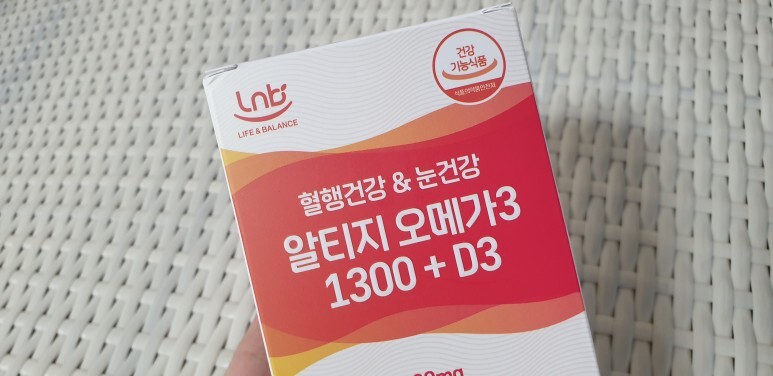 Lnb
LIFE & BALANCE
건강
기능식품
식품의약품안전처
혈행건강 & 눈건강
알티지 오메가3
1300 + D3